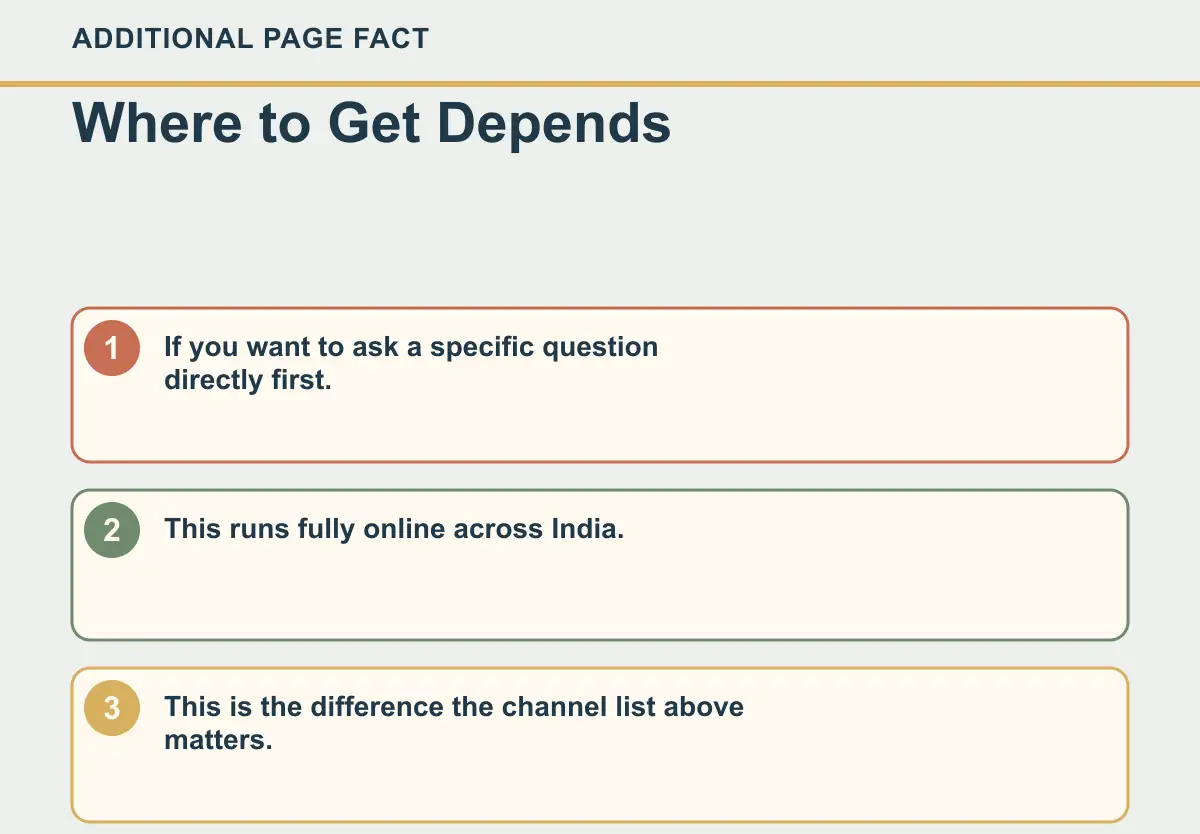 ADDITIONAL PAGE FACT
Where to Get Depends
1
If you want to ask a specific question
directly first.
2
This runs fully online across India.
3
This is the difference the channel list above
matters.